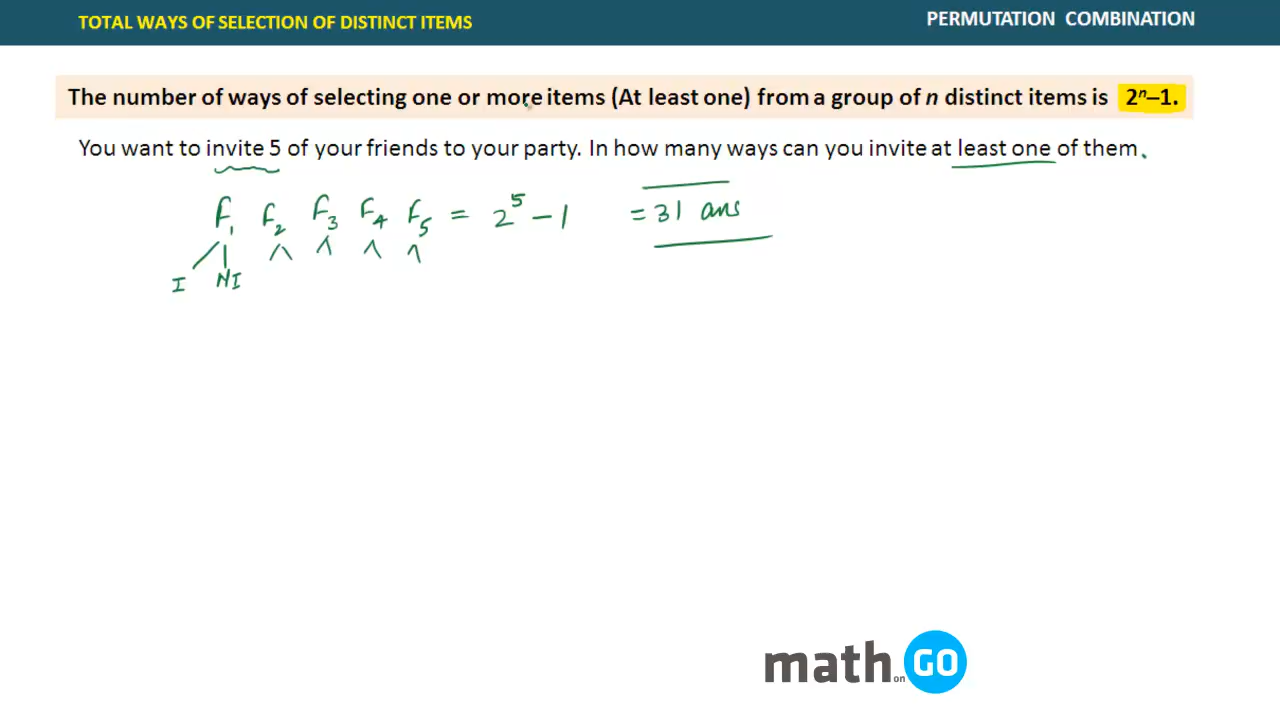 TOTAL WAYS OF SELECTION OF DISTINCT ITEMS
PERMUTATION COMBINATION
The number of ways of selecting one or more items (At least one) from a group of n distinct items is 2ⁿ–1.
You want to invite 5 of your friends to your party. In how many ways can you invite at least one of them.
F₁ F₂ F₃ F₄ F₅ = 2⁵ – 1 = 31 ans
I NI
math on GO